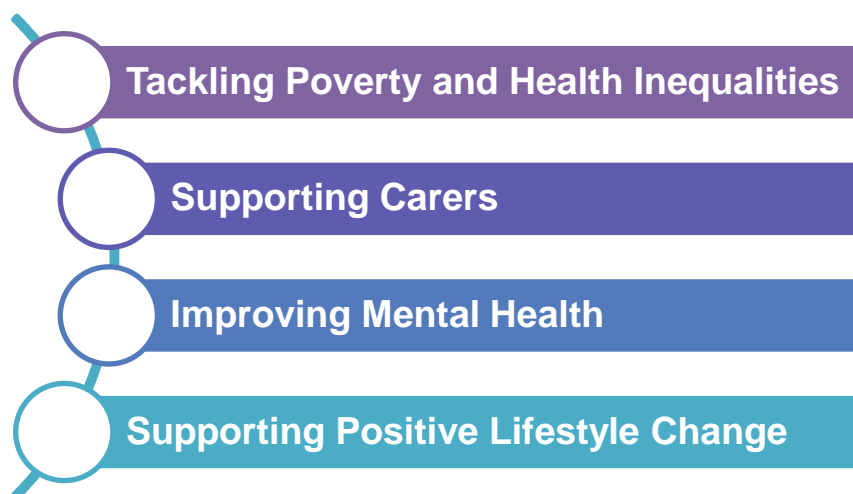 Tackling Poverty and Health Inequalities
Supporting Carers
Improving Mental Health
Supporting Positive Lifestyle Change